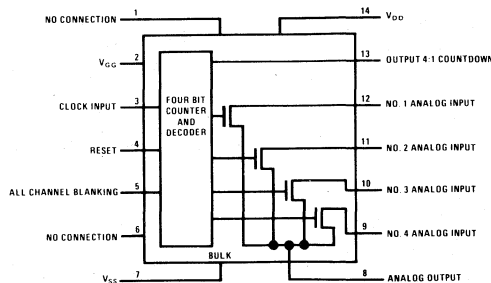 NO CONNECTION 1
14 VDD
VGG 2
13 OUTPUT 4:1 COUNTDOWN
FOUR BIT
COUNTER
AND
DECODER
CLOCK INPUT 3
12 NO. 1 ANALOG INPUT
RESET 4
11 NO. 2 ANALOG INPUT
ALL CHANNEL BLANKING 5
10 NO. 3 ANALOG INPUT
NO CONNECTION 6
9 NO. 4 ANALOG INPUT
BULK
VSS 7
8 ANALOG OUTPUT